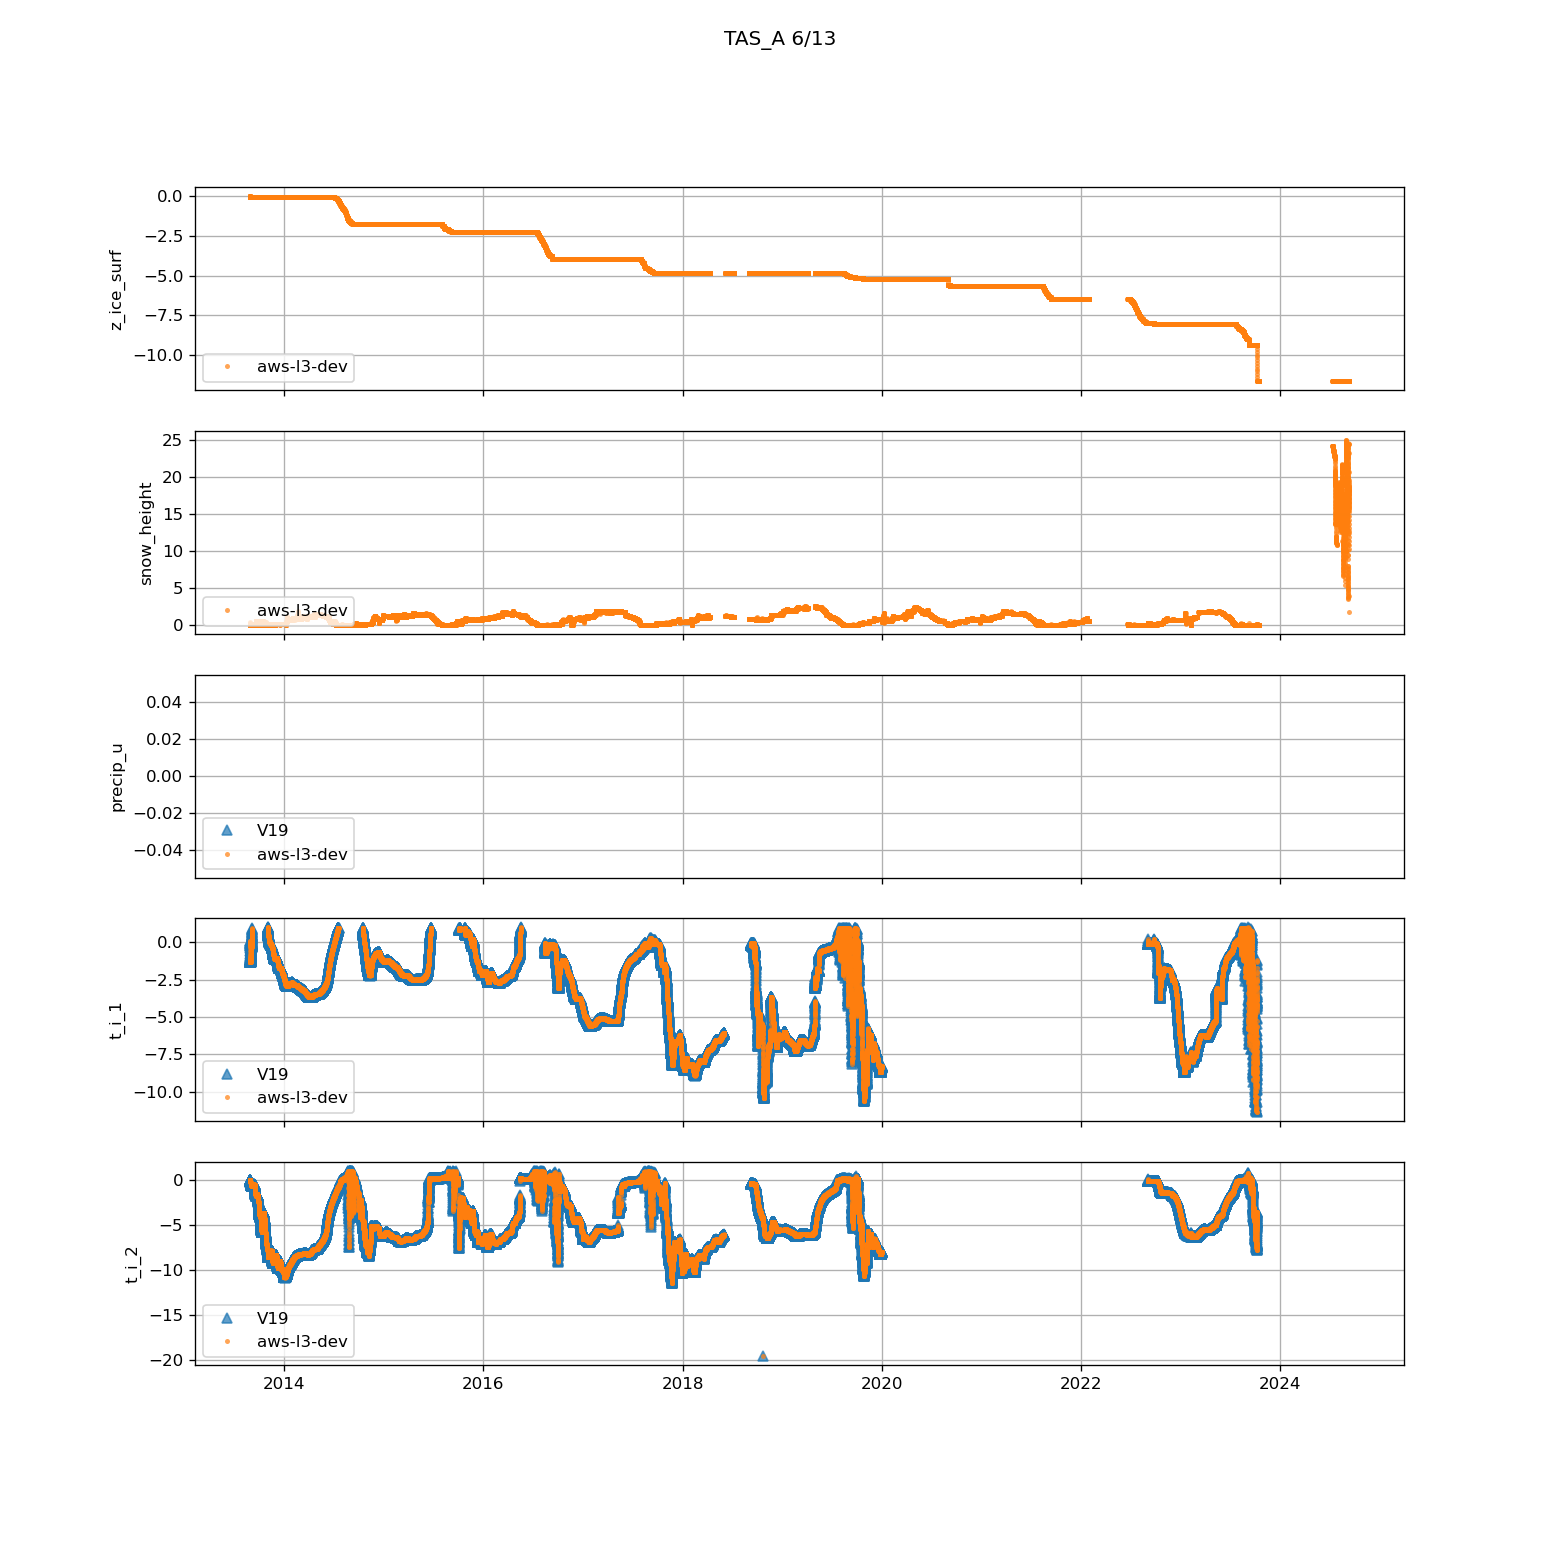 TAS_A 6/13
0.0
−2.5
−5.0
−7.5
−10.0
z_ice_surf
aws-l3-dev
25
20
15
10
5
0
snow_height
aws-l3-dev
0.04
0.02
0.00
−0.02
−0.04
precip_u
V19
aws-l3-dev
0.0
−2.5
−5.0
−7.5
−10.0
t_i_1
V19
aws-l3-dev
0
−5
−10
−15
−20
t_i_2
V19
aws-l3-dev
2014 2016 2018 2020 2022 2024